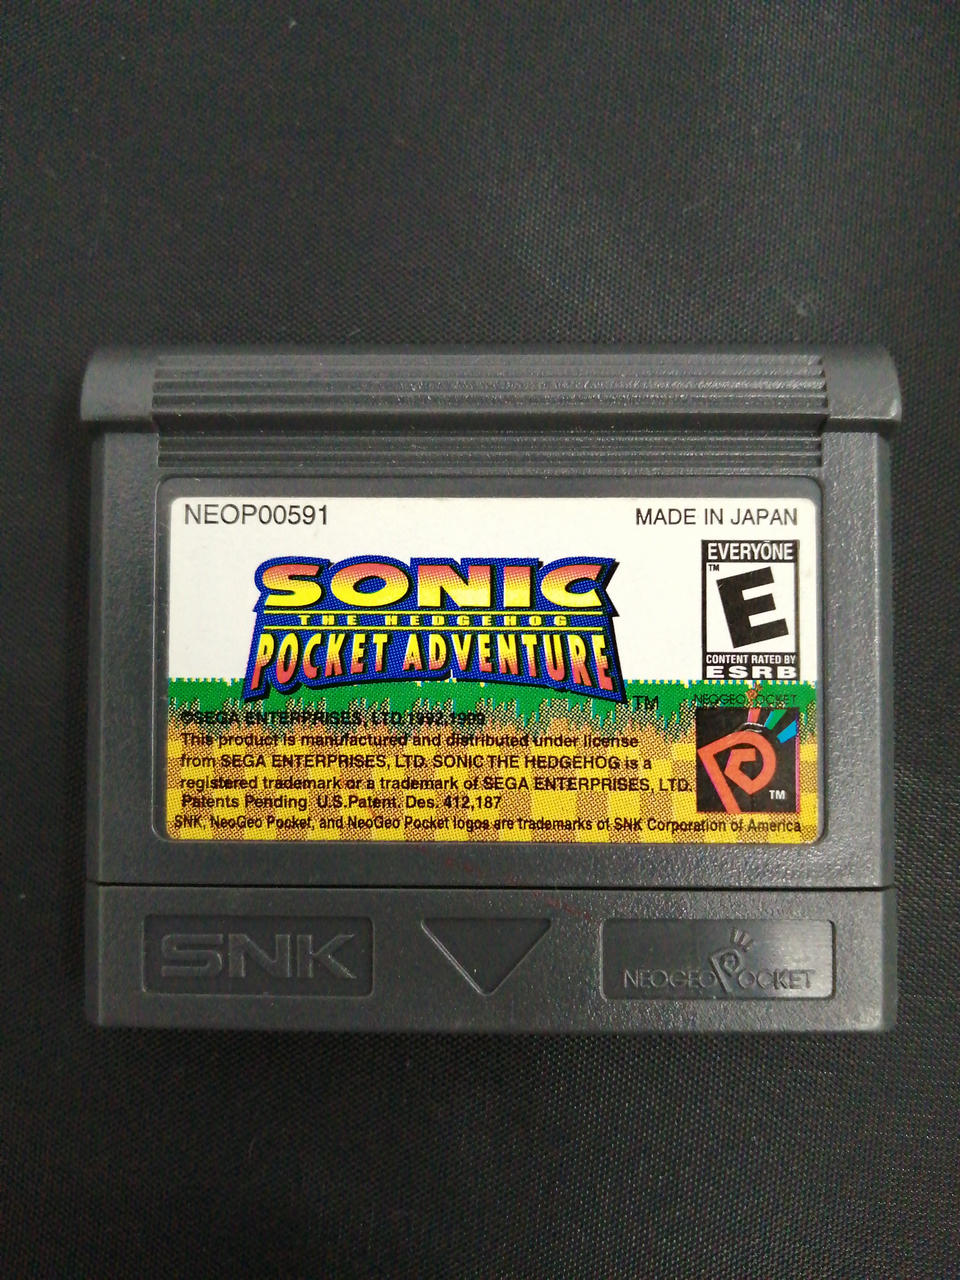 NEOP00591
MADE IN JAPAN
EVERYONE
TM
E
CONTENT RATED BY
ESRB
SONIC
THE HEDGEHOG
POCKET ADVENTURE
TM
NEOGEO POCKET
TM
©SEGA ENTERPRISES, LTD.1992,1999
This product is manufactured and distributed under license
from SEGA ENTERPRISES, LTD. SONIC THE HEDGEHOG is a
registered trademark or a trademark of SEGA ENTERPRISES, LTD.
Patents Pending U.S.Patent. Des. 412,187
SNK, NeoGeo Pocket, and NeoGeo Pocket logos are trademarks of SNK Corporation of America
SNK
NEOGEO POCKET